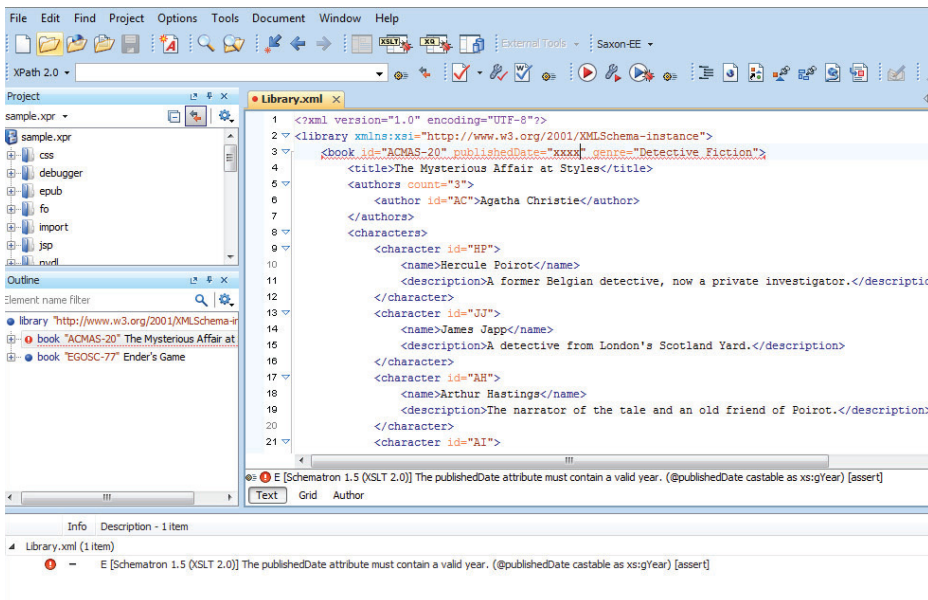 File Edit Find Project Options Tools Document Window Help
XSLT XQ External Tools Saxon-EE
XPath 2.0
Project
Library.xml
sample.xpr
sample.xpr
css
debugger
epub
fo
import
jsp
nvdl
Outline
Element name filter
library "http://www.w3.org/2001/XMLSchema-in
book "ACMAS-20" The Mysterious Affair at
book "EGOSC-77" Ender's Game
1 <?xml version="1.0" encoding="UTF-8"?>
2 <library xmlns:xsi="http://www.w3.org/2001/XMLSchema-instance">
3 <book id="ACMAS-20" publishedDate="xxxx" genre="Detective Fiction">
4 <title>The Mysterious Affair at Styles</title>
5 <authors count="3">
6 <author id="AC">Agatha Christie</author>
7 </authors>
8 <characters>
9 <character id="HP">
10 <name>Hercule Poirot</name>
11 <description>A former Belgian detective, now a private investigator.</descriptio
12 </character>
13 <character id="JJ">
14 <name>James Japp</name>
15 <description>A detective from London's Scotland Yard.</description>
16 </character>
17 <character id="AH">
18 <name>Arthur Hastings</name>
19 <description>The narrator of the tale and an old friend of Poirot.</description>
20 </character>
21 <character id="AI">
E [Schematron 1.5 (XSLT 2.0)] The publishedDate attribute must contain a valid year. (@publishedDate castable as xs:gYear) [assert]
Text Grid Author
Info Description - 1 item
Library.xml (1 item)
E [Schematron 1.5 (XSLT 2.0)] The publishedDate attribute must contain a valid year. (@publishedDate castable as xs:gYear) [assert]